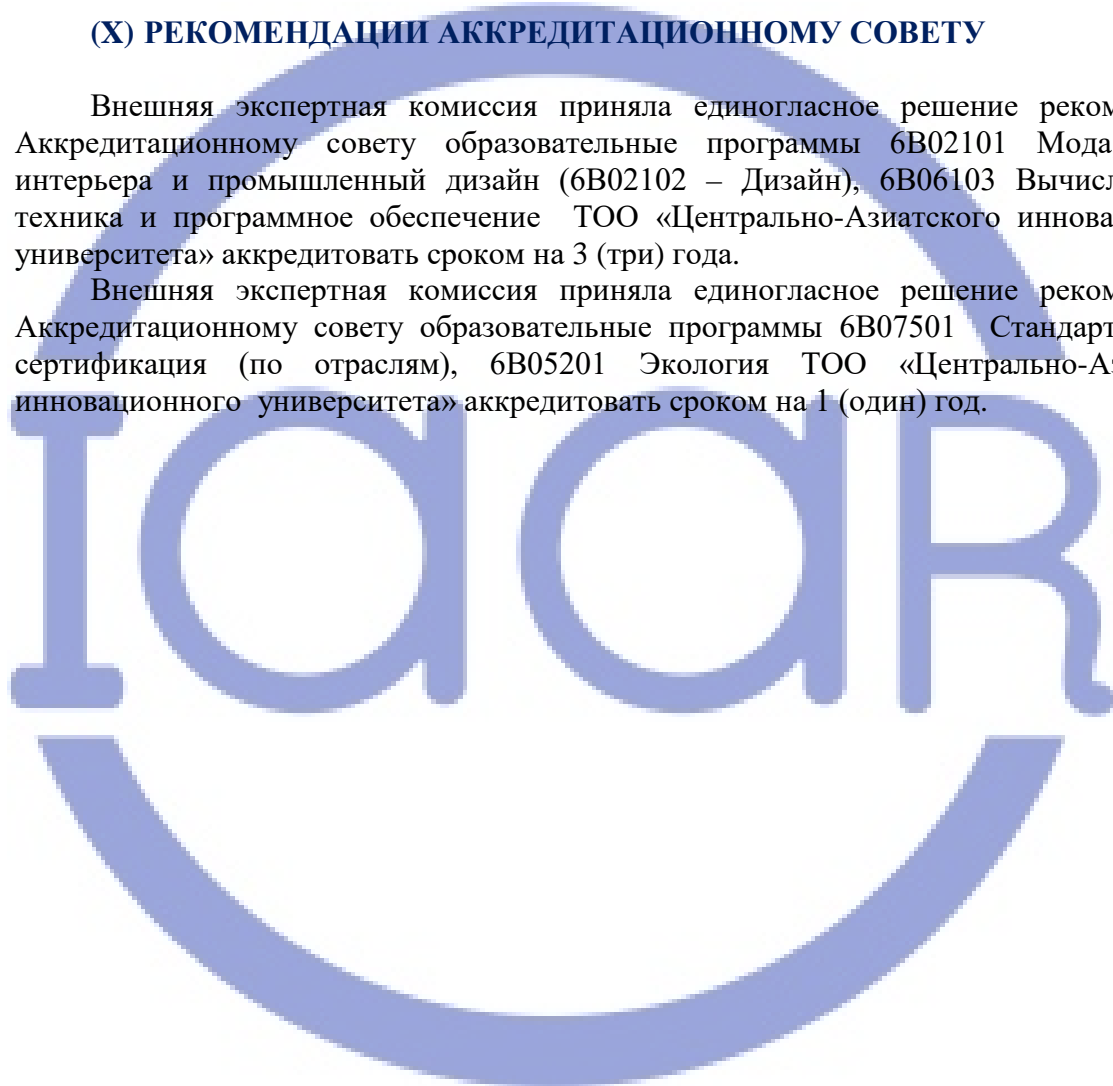 (X) РЕКОМЕНДАЦИИ АККРЕДИТАЦИОННОМУ СОВЕТУ
Внешняя экспертная комиссия приняла единогласное решение реком
Аккредитационному совету образовательные программы 6В02101 Мода
интерьера и промышленный дизайн (6В02102 – Дизайн), 6В06103 Вычисл
техника и программное обеспечение ТОО «Центрально-Азиатского иннова
университета» аккредитовать сроком на 3 (три) года.
Внешняя экспертная комиссия приняла единогласное решение реком
Аккредитационному совету образовательные программы 6В07501 Стандарт
сертификация (по отраслям), 6В05201 Экология ТОО «Центрально-Аз
инновационного университета» аккредитовать сроком на 1 (один) год.
IAAR